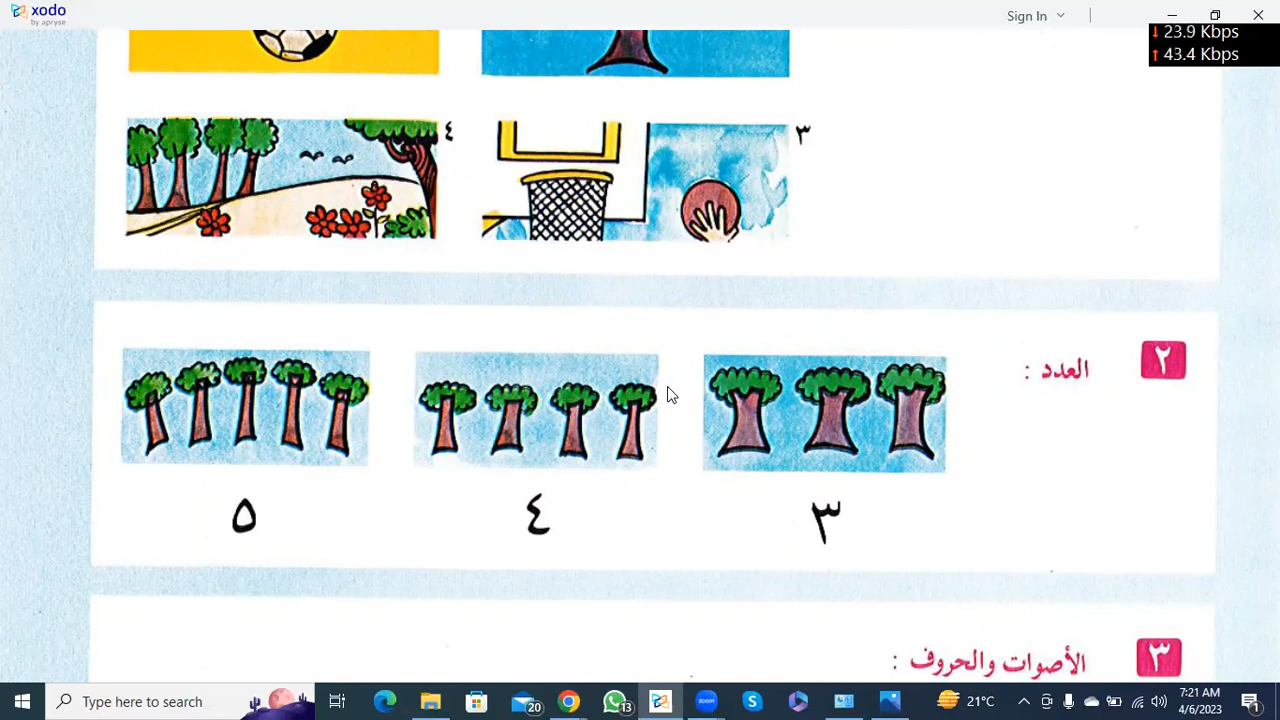 xodo
by apryse
Sign In
↓ 23.9 Kbps
↑ 43.4 Kbps
٣
٤
٢
العدد :
٣
٤
٥
٣
الأصوات والحروف :
Type here to search
20
13
zoom
21°C
7:21 AM
4/6/2023
1